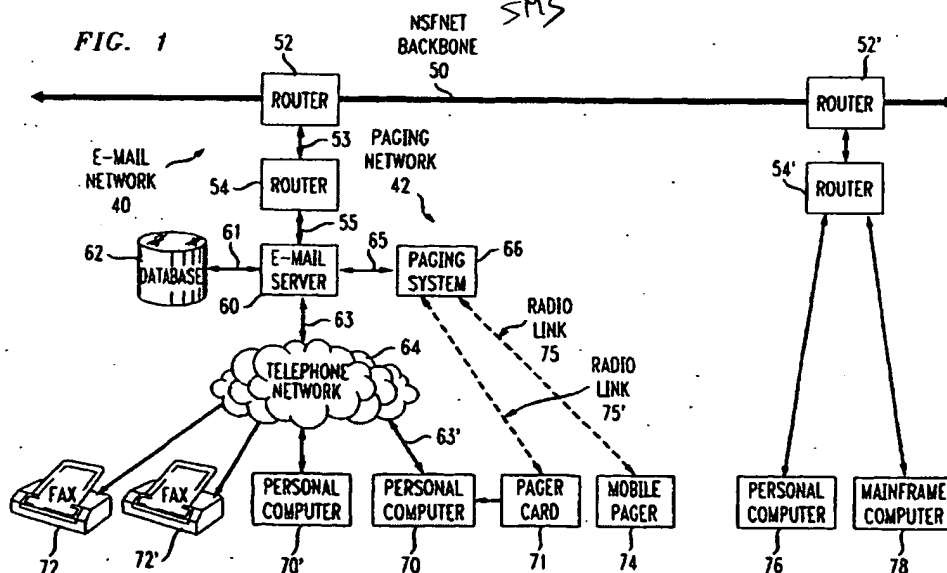 SMS
FIG. 1
52
NSFNET
BACKBONE
50
52'
ROUTER
ROUTER
53
E-MAIL
NETWORK
40
PAGING
NETWORK
42
54
ROUTER
54'
ROUTER
55
62
61
65
66
DATABASE
E-MAIL
SERVER
PAGING
SYSTEM
60
63
RADIO
LINK
75
64
TELEPHONE
NETWORK
RADIO
LINK
75'
63'
FAX
FAX
PERSONAL
COMPUTER
PERSONAL
COMPUTER
PAGER
CARD
MOBILE
PAGER
PERSONAL
COMPUTER
MAINFRAME
COMPUTER
72
72'
70'
70
71
74
76
78